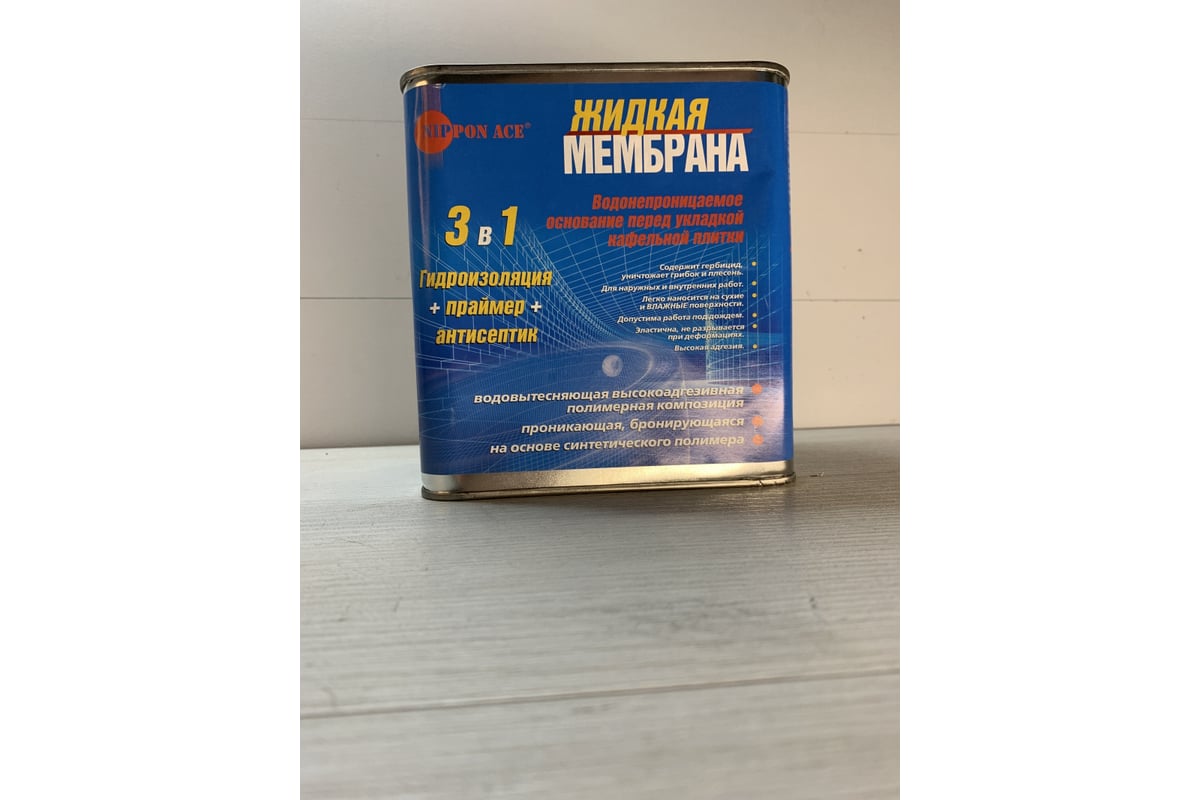 NIPPON ACE®
ЖИДКАЯ
МЕМБРАНА
Водонепроницаемое
основание перед укладкой
кафельной плитки
3 в 1
Гидроизоляция
+ праймер +
антисептик
Содержит гербицид,
уничтожает грибок и плесень.
Для наружных и внутренних работ.
Легко наносится на сухие
и ВЛАЖНЫЕ поверхности.
Допустима работа под дождем.
Эластична, не разрывается
при деформациях.
Высокая адгезия.
водовытесняющая высокоадгезивная
полимерная композиция
проникающая, бронирующаяся
на основе синтетического полимера